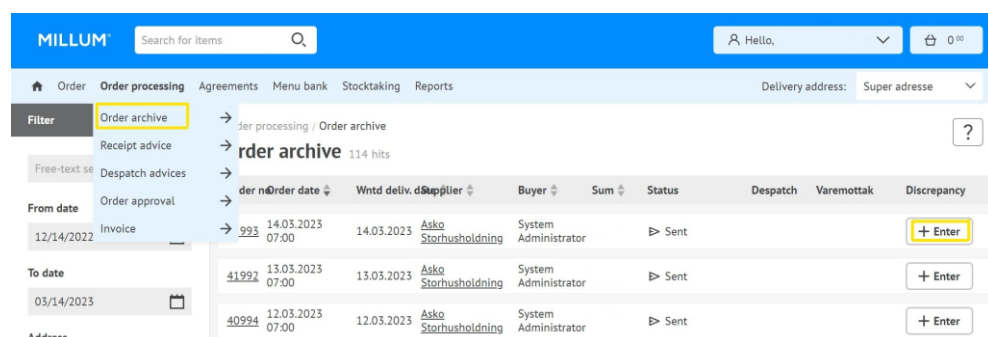 MILLUM
Search for items
Hello,
0 00
Order Order processing Agreements Menu bank Stocktaking Reports
Delivery address: Super adresse
Filter
Order archive
Receipt advice
Despatch advices
Order approval
Invoice
der processing / Order archive
rder archive 114 hits
?
Free-text se
der no Order date Wntd deliv. date Supplier Buyer Sum Status Despatch Varemottak Discrepancy
From date
12/14/2022
993 14.03.2023 07:00 14.03.2023 Asko Storhusholdning System Administrator Sent + Enter
To date
03/14/2023
41992 13.03.2023 07:00 13.03.2023 Asko Storhusholdning System Administrator Sent + Enter
40994 12.03.2023 07:00 12.03.2023 Asko Storhusholdning System Administrator Sent + Enter
Address